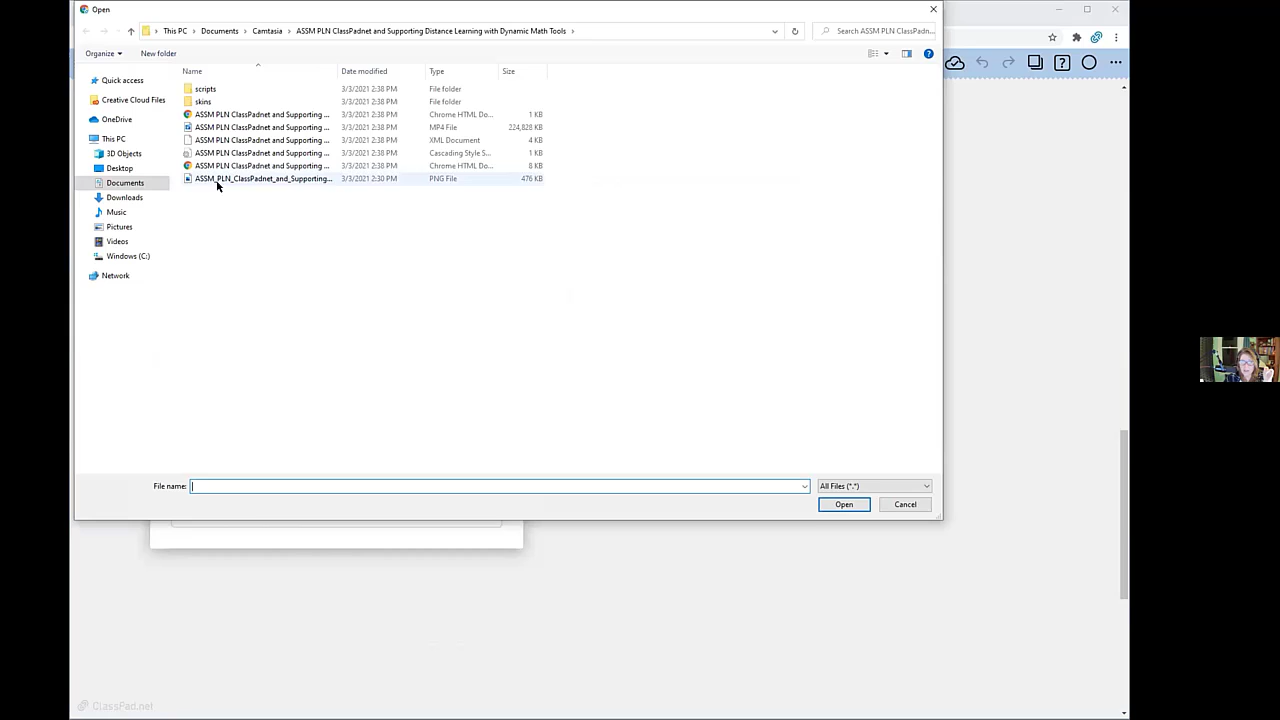 Open
This PC > Documents > Camtasia > ASSM PLN ClassPadnet and Supporting Distance Learning with Dynamic Math Tools >
Search ASSM PLN ClassPadn...
Organize
New folder
Name
Date modified
Type
Size
Quick access
Creative Cloud Files
OneDrive
This PC
3D Objects
Desktop
Documents
Downloads
Music
Pictures
Videos
Windows (C:)
Network
scripts 3/3/2021 2:38 PM File folder
skins 3/3/2021 2:38 PM File folder
ASSM PLN ClassPadnet and Supporting ... 3/3/2021 2:38 PM Chrome HTML Do... 1 KB
ASSM PLN ClassPadnet and Supporting ... 3/3/2021 2:38 PM MP4 File 224,828 KB
ASSM PLN ClassPadnet and Supporting ... 3/3/2021 2:38 PM XML Document 4 KB
ASSM PLN ClassPadnet and Supporting ... 3/3/2021 2:38 PM Cascading Style S... 1 KB
ASSM PLN ClassPadnet and Supporting ... 3/3/2021 2:38 PM Chrome HTML Do... 8 KB
ASSM_PLN_ClassPadnet_and_Supporting... 3/3/2021 2:30 PM PNG File 476 KB
File name:
All Files (*.*)
Open
Cancel
ClassPad.net